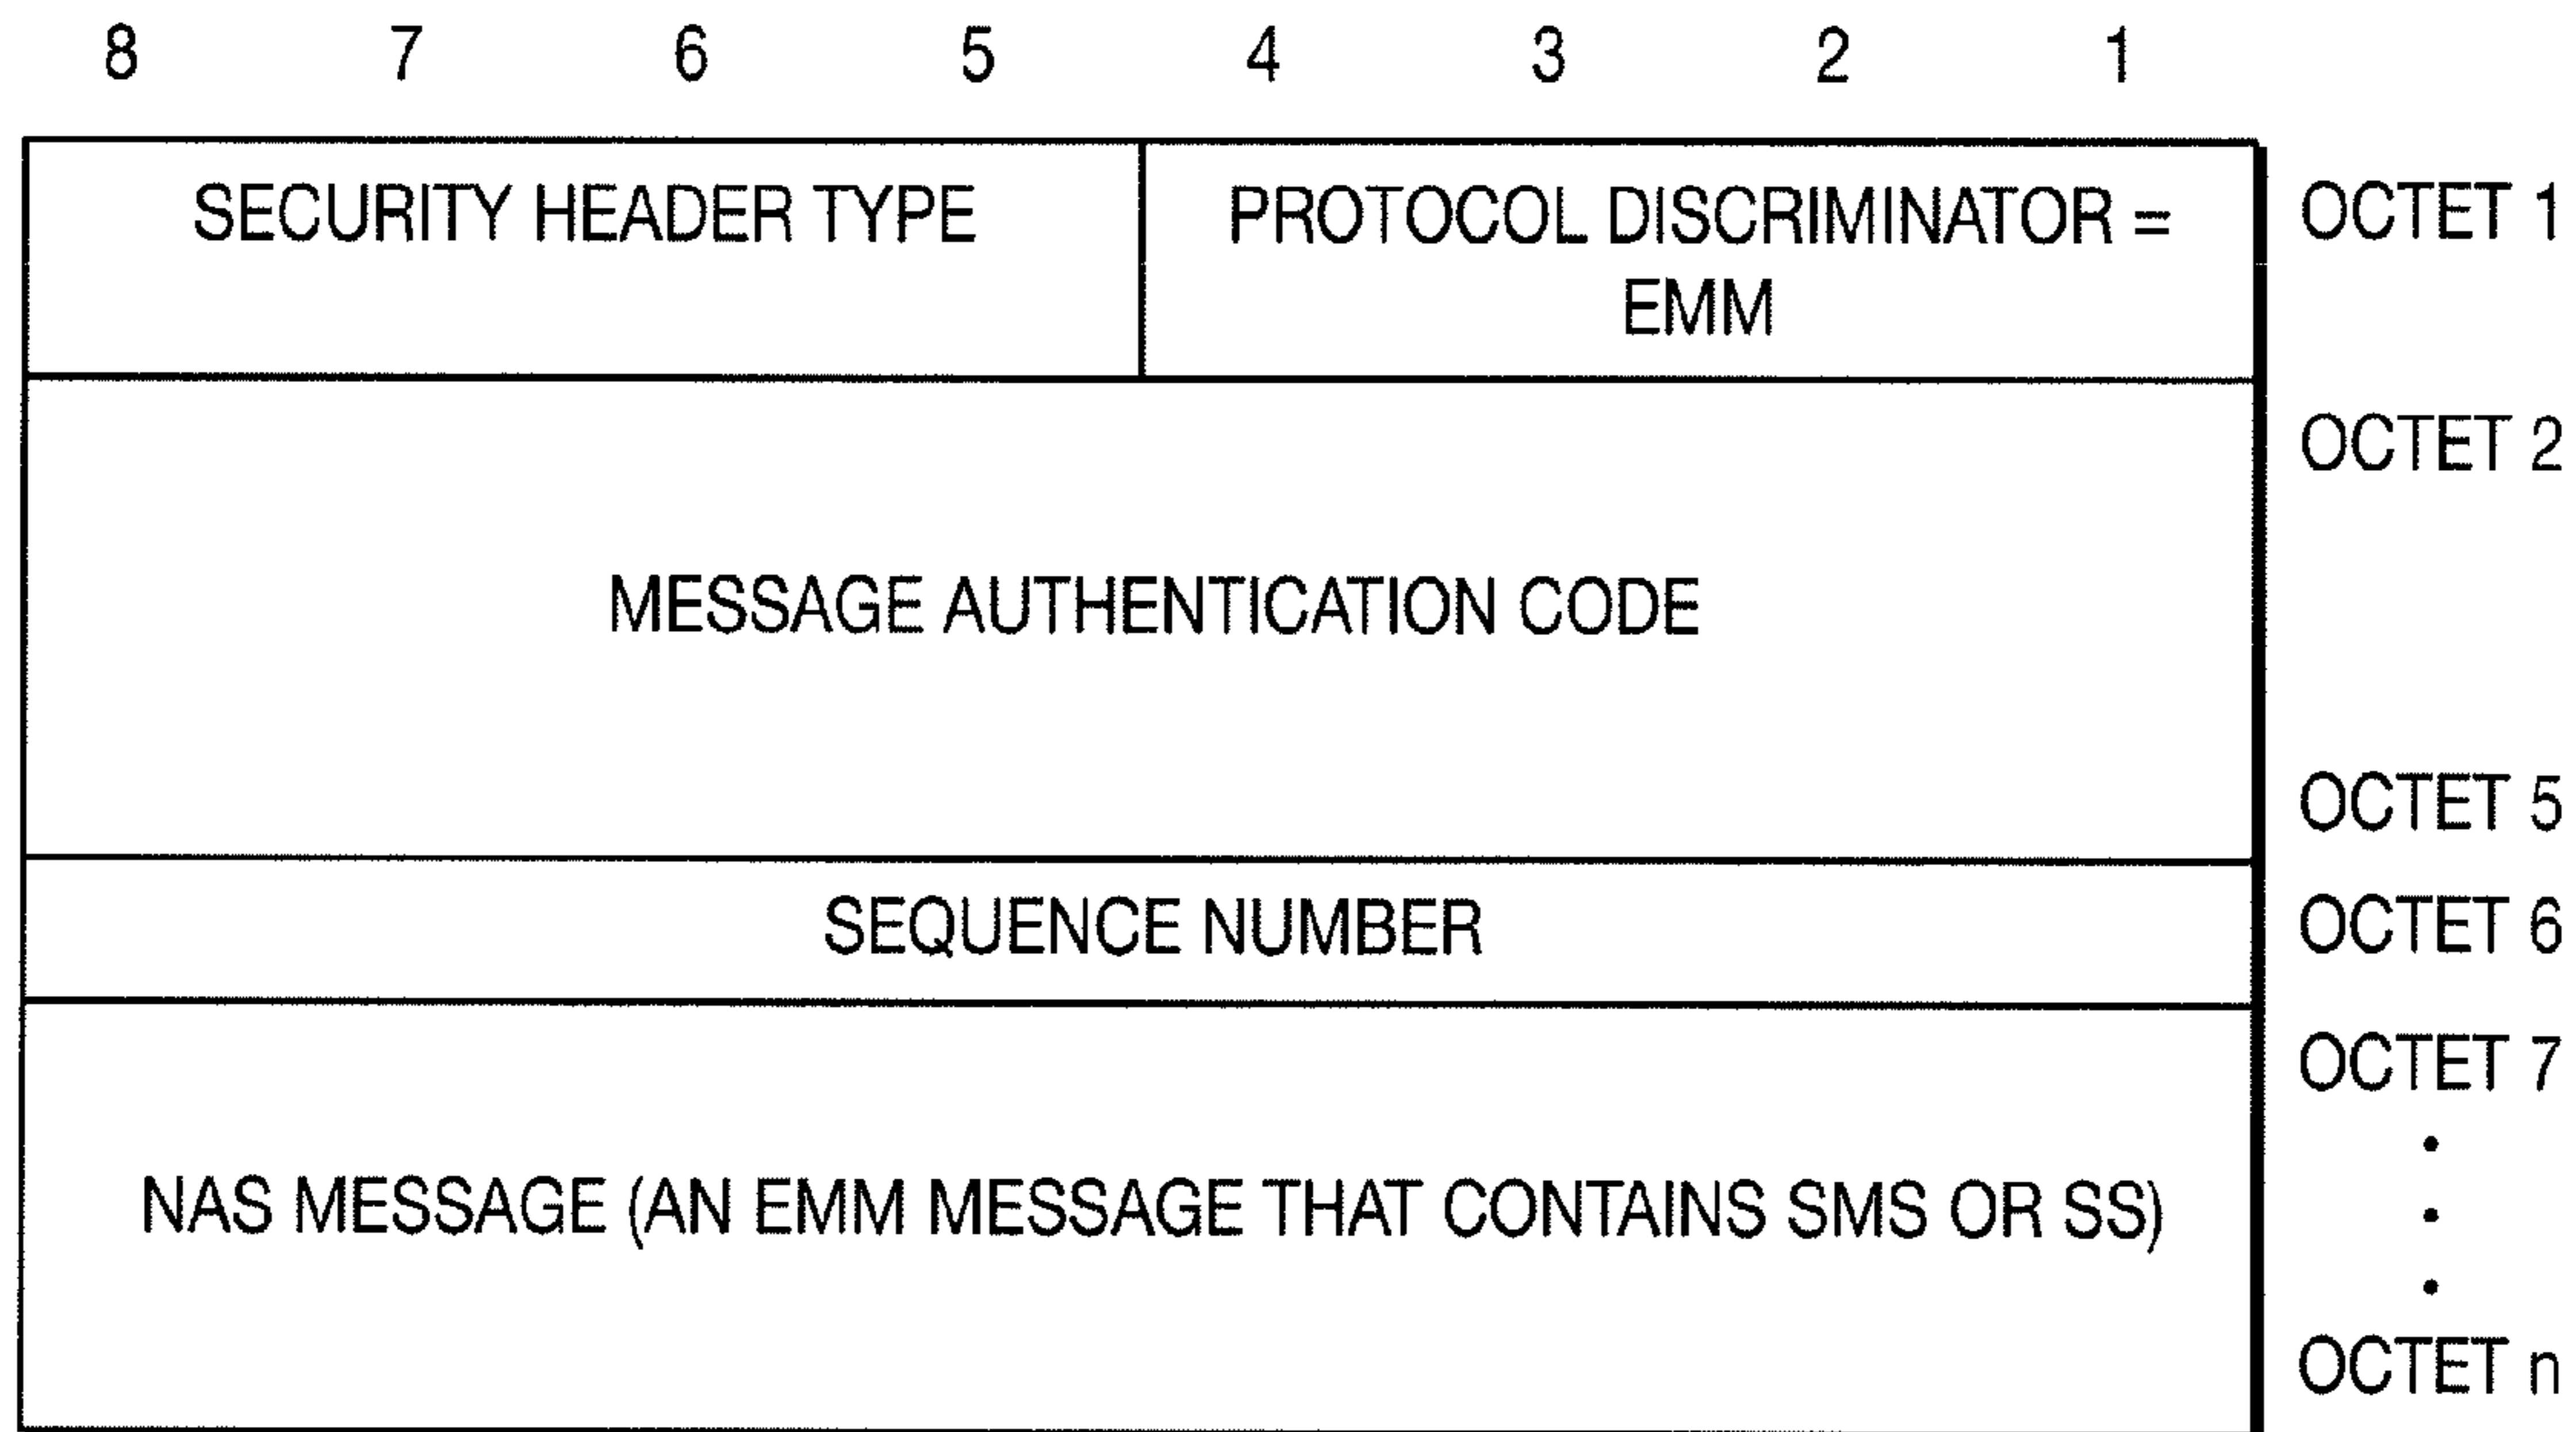 8 7 6 5 4 3 2 1
SECURITY HEADER TYPE
PROTOCOL DISCRIMINATOR =
EMM
OCTET 1
OCTET 2
MESSAGE AUTHENTICATION CODE
OCTET 5
SEQUENCE NUMBER
OCTET 6
OCTET 7
NAS MESSAGE (AN EMM MESSAGE THAT CONTAINS SMS OR SS)
OCTET n